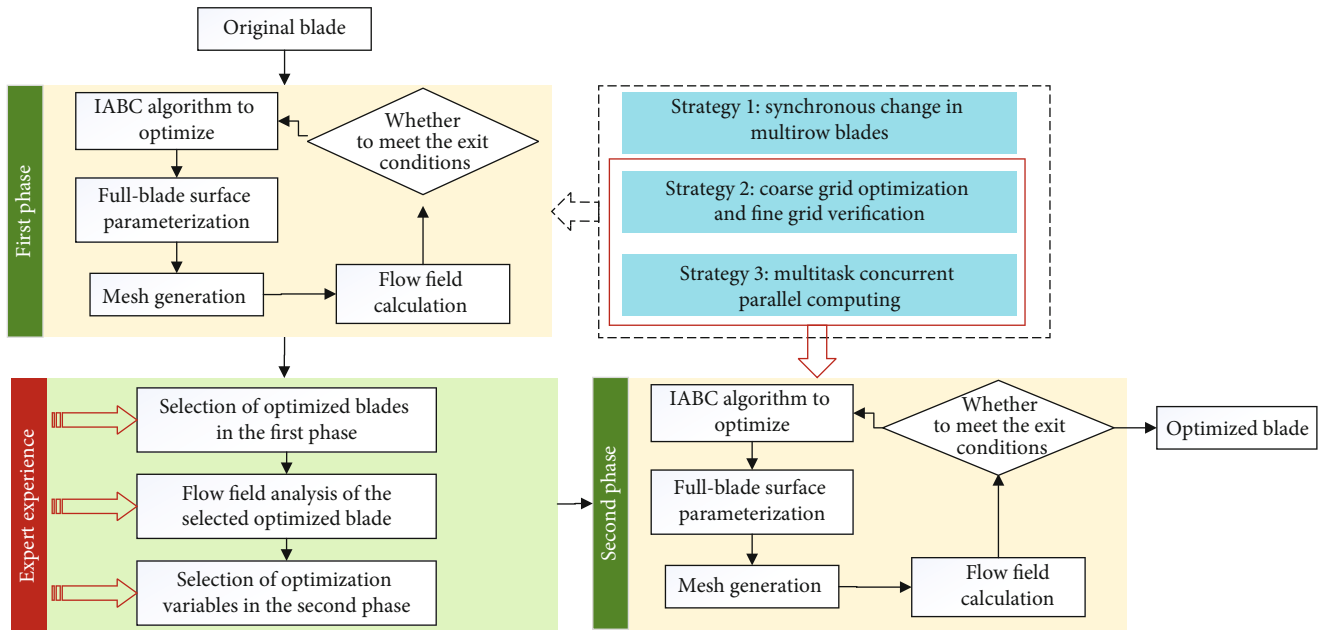 Original blade
First phase
IABC algorithm to
optimize
Whether
to meet the exit
conditions
Full-blade surface
parameterization
Mesh generation
Flow field
calculation
Strategy 1: synchronous change in
multirow blades
Strategy 2: coarse grid optimization
and fine grid verification
Strategy 3: multitask concurrent
parallel computing
Expert experience
Selection of optimized blades
in the first phase
Flow field analysis of the
selected optimized blade
Selection of optimization
variables in the second phase
Second phase
IABC algorithm to
optimize
Whether
to meet the exit
conditions
Optimized blade
Full-blade surface
parameterization
Mesh generation
Flow field
calculation